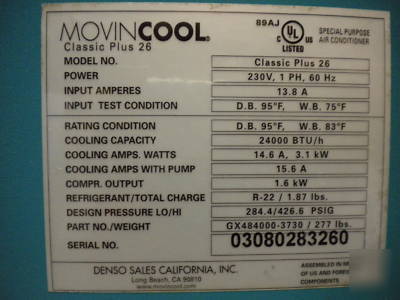 MOVINCOOL®
Classic Plus 26
89AJ
C UL US LISTED
SPECIAL PURPOSE
AIR CONDITIONER
MODEL NO. Classic Plus 26
POWER 230V, 1 PH, 60 Hz
INPUT AMPERES 13.8 A
INPUT TEST CONDITION D.B. 95°F, W.B. 75°F
RATING CONDITION D.B. 95°F, W.B. 83°F
COOLING CAPACITY 24000 BTU/h
COOLING AMPS. WATTS 14.6 A, 3.1 kW
COOLING AMPS WITH PUMP 15.6 A
COMPR. OUTPUT 1.6 kW
REFRIGERANT/TOTAL CHARGE R-22 / 1.87 lbs.
DESIGN PRESSURE LO/HI 284.4/426.6 PSIG
PART NO./WEIGHT GX484000-3730 / 277 lbs.
SERIAL NO. 03080283260
DENSO SALES CALIFORNIA, INC.
Long Beach, CA 90810
www.movincool.com
ASSEMBLED IN
OF US AND FOREIGN
COMPONENTS